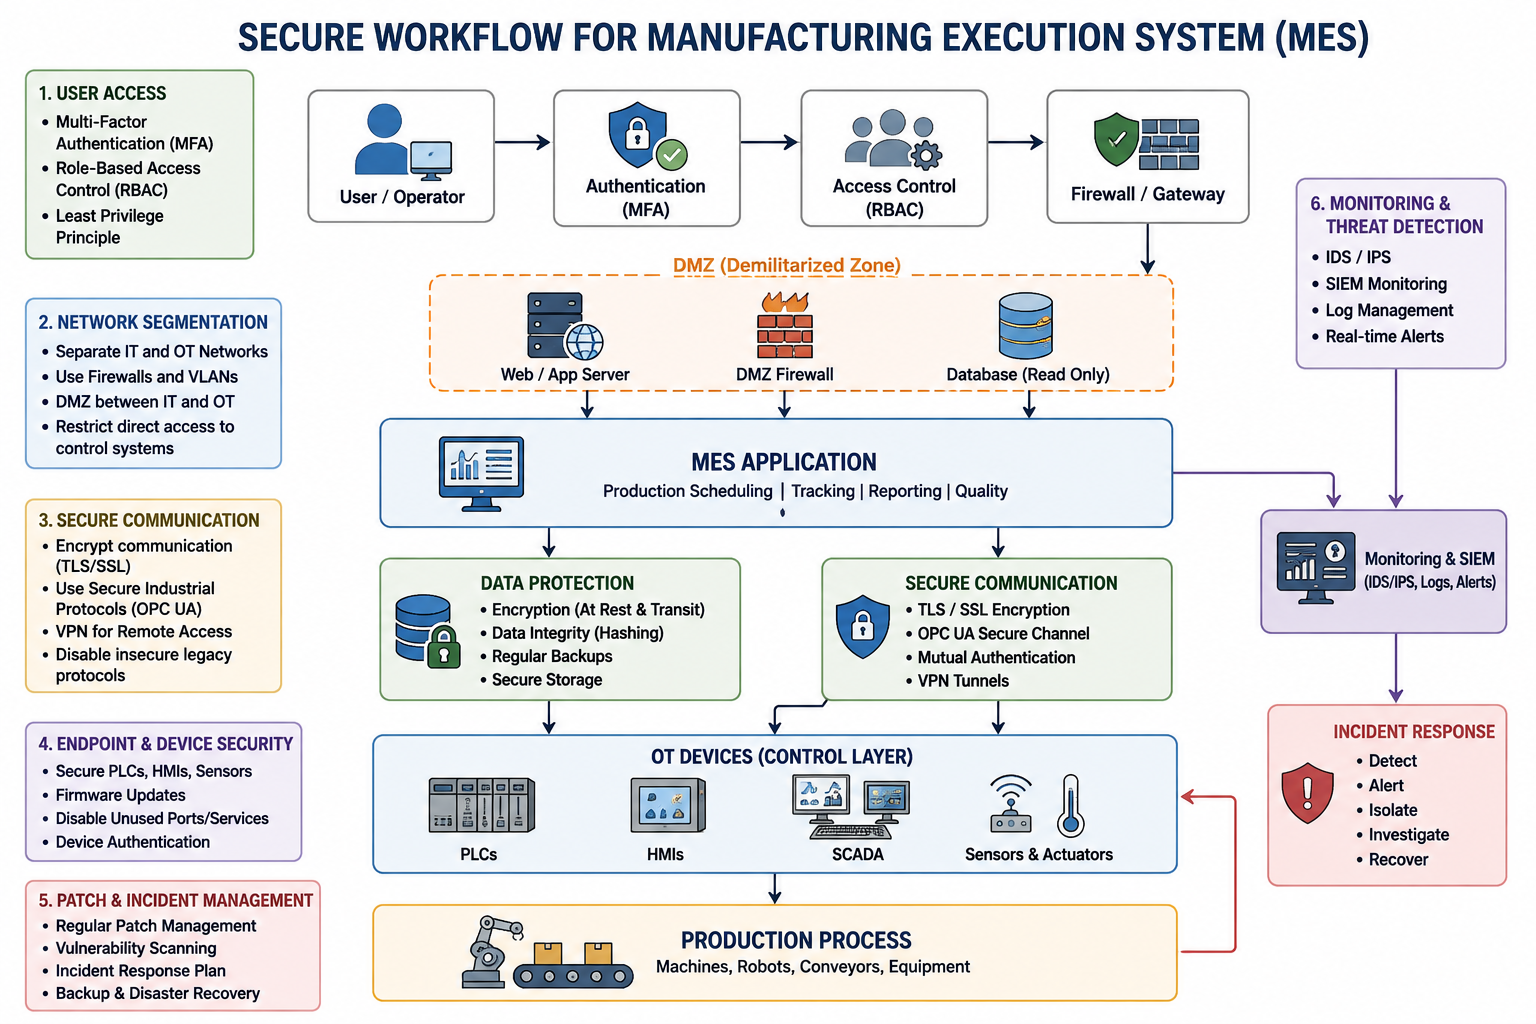 SECURE WORKFLOW FOR MANUFACTURING EXECUTION SYSTEM (MES)
1. USER ACCESS
• Multi-Factor
Authentication (MFA)
• Role-Based Access
Control (RBAC)
• Least Privilege
Principle
User / Operator
Authentication
(MFA)
Access Control
(RBAC)
Firewall / Gateway
2. NETWORK SEGMENTATION
• Separate IT and OT Networks
• Use Firewalls and VLANs
• DMZ between IT and OT
• Restrict direct access to
control systems
DMZ (Demilitarized Zone)
Web / App Server
DMZ Firewall
Database (Read Only)
6. MONITORING &
THREAT DETECTION
• IDS / IPS
• SIEM Monitoring
• Log Management
• Real-time Alerts
MES APPLICATION
Production Scheduling | Tracking | Reporting | Quality
3. SECURE COMMUNICATION
• Encrypt communication
(TLS/SSL)
• Use Secure Industrial
Protocols (OPC UA)
• VPN for Remote Access
• Disable insecure legacy
protocols
DATA PROTECTION
• Encryption (At Rest & Transit)
• Data Integrity (Hashing)
• Regular Backups
• Secure Storage
SECURE COMMUNICATION
• TLS / SSL Encryption
• OPC UA Secure Channel
• Mutual Authentication
• VPN Tunnels
Monitoring & SIEM
(IDS/IPS, Logs, Alerts)
4. ENDPOINT & DEVICE SECURITY
• Secure PLCs, HMIs, Sensors
• Firmware Updates
• Disable Unused Ports/Services
• Device Authentication
OT DEVICES (CONTROL LAYER)
PLCs
HMIs
SCADA
Sensors & Actuators
INCIDENT RESPONSE
• Detect
• Alert
• Isolate
• Investigate
• Recover
5. PATCH & INCIDENT MANAGEMENT
• Regular Patch Management
• Vulnerability Scanning
• Incident Response Plan
• Backup & Disaster Recovery
PRODUCTION PROCESS
Machines, Robots, Conveyors, Equipment